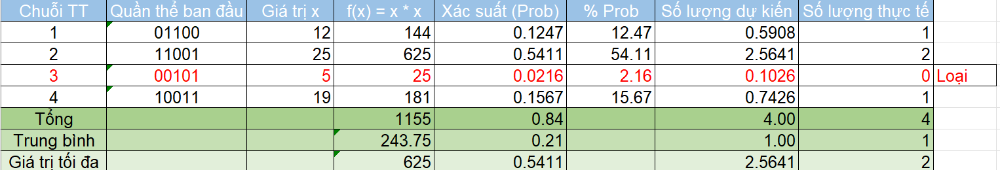 Chuỗi TT Quần thể ban đầu Giá trị x f(x) = x * x Xác suất (Prob) % Prob Số lượng dự kiến Số lượng thực tế
1 01100 12 144 0.1247 12.47 0.5908 1
2 11001 25 625 0.5411 54.11 2.5641 2
3 00101 5 25 0.0216 2.16 0.1026 0 Loại
4 10011 19 181 0.1567 15.67 0.7426 1
Tổng 1155 0.84 4.00 4
Trung bình 243.75 0.21 1.00 1
Giá trị tối đa 625 0.5411 2.5641 2